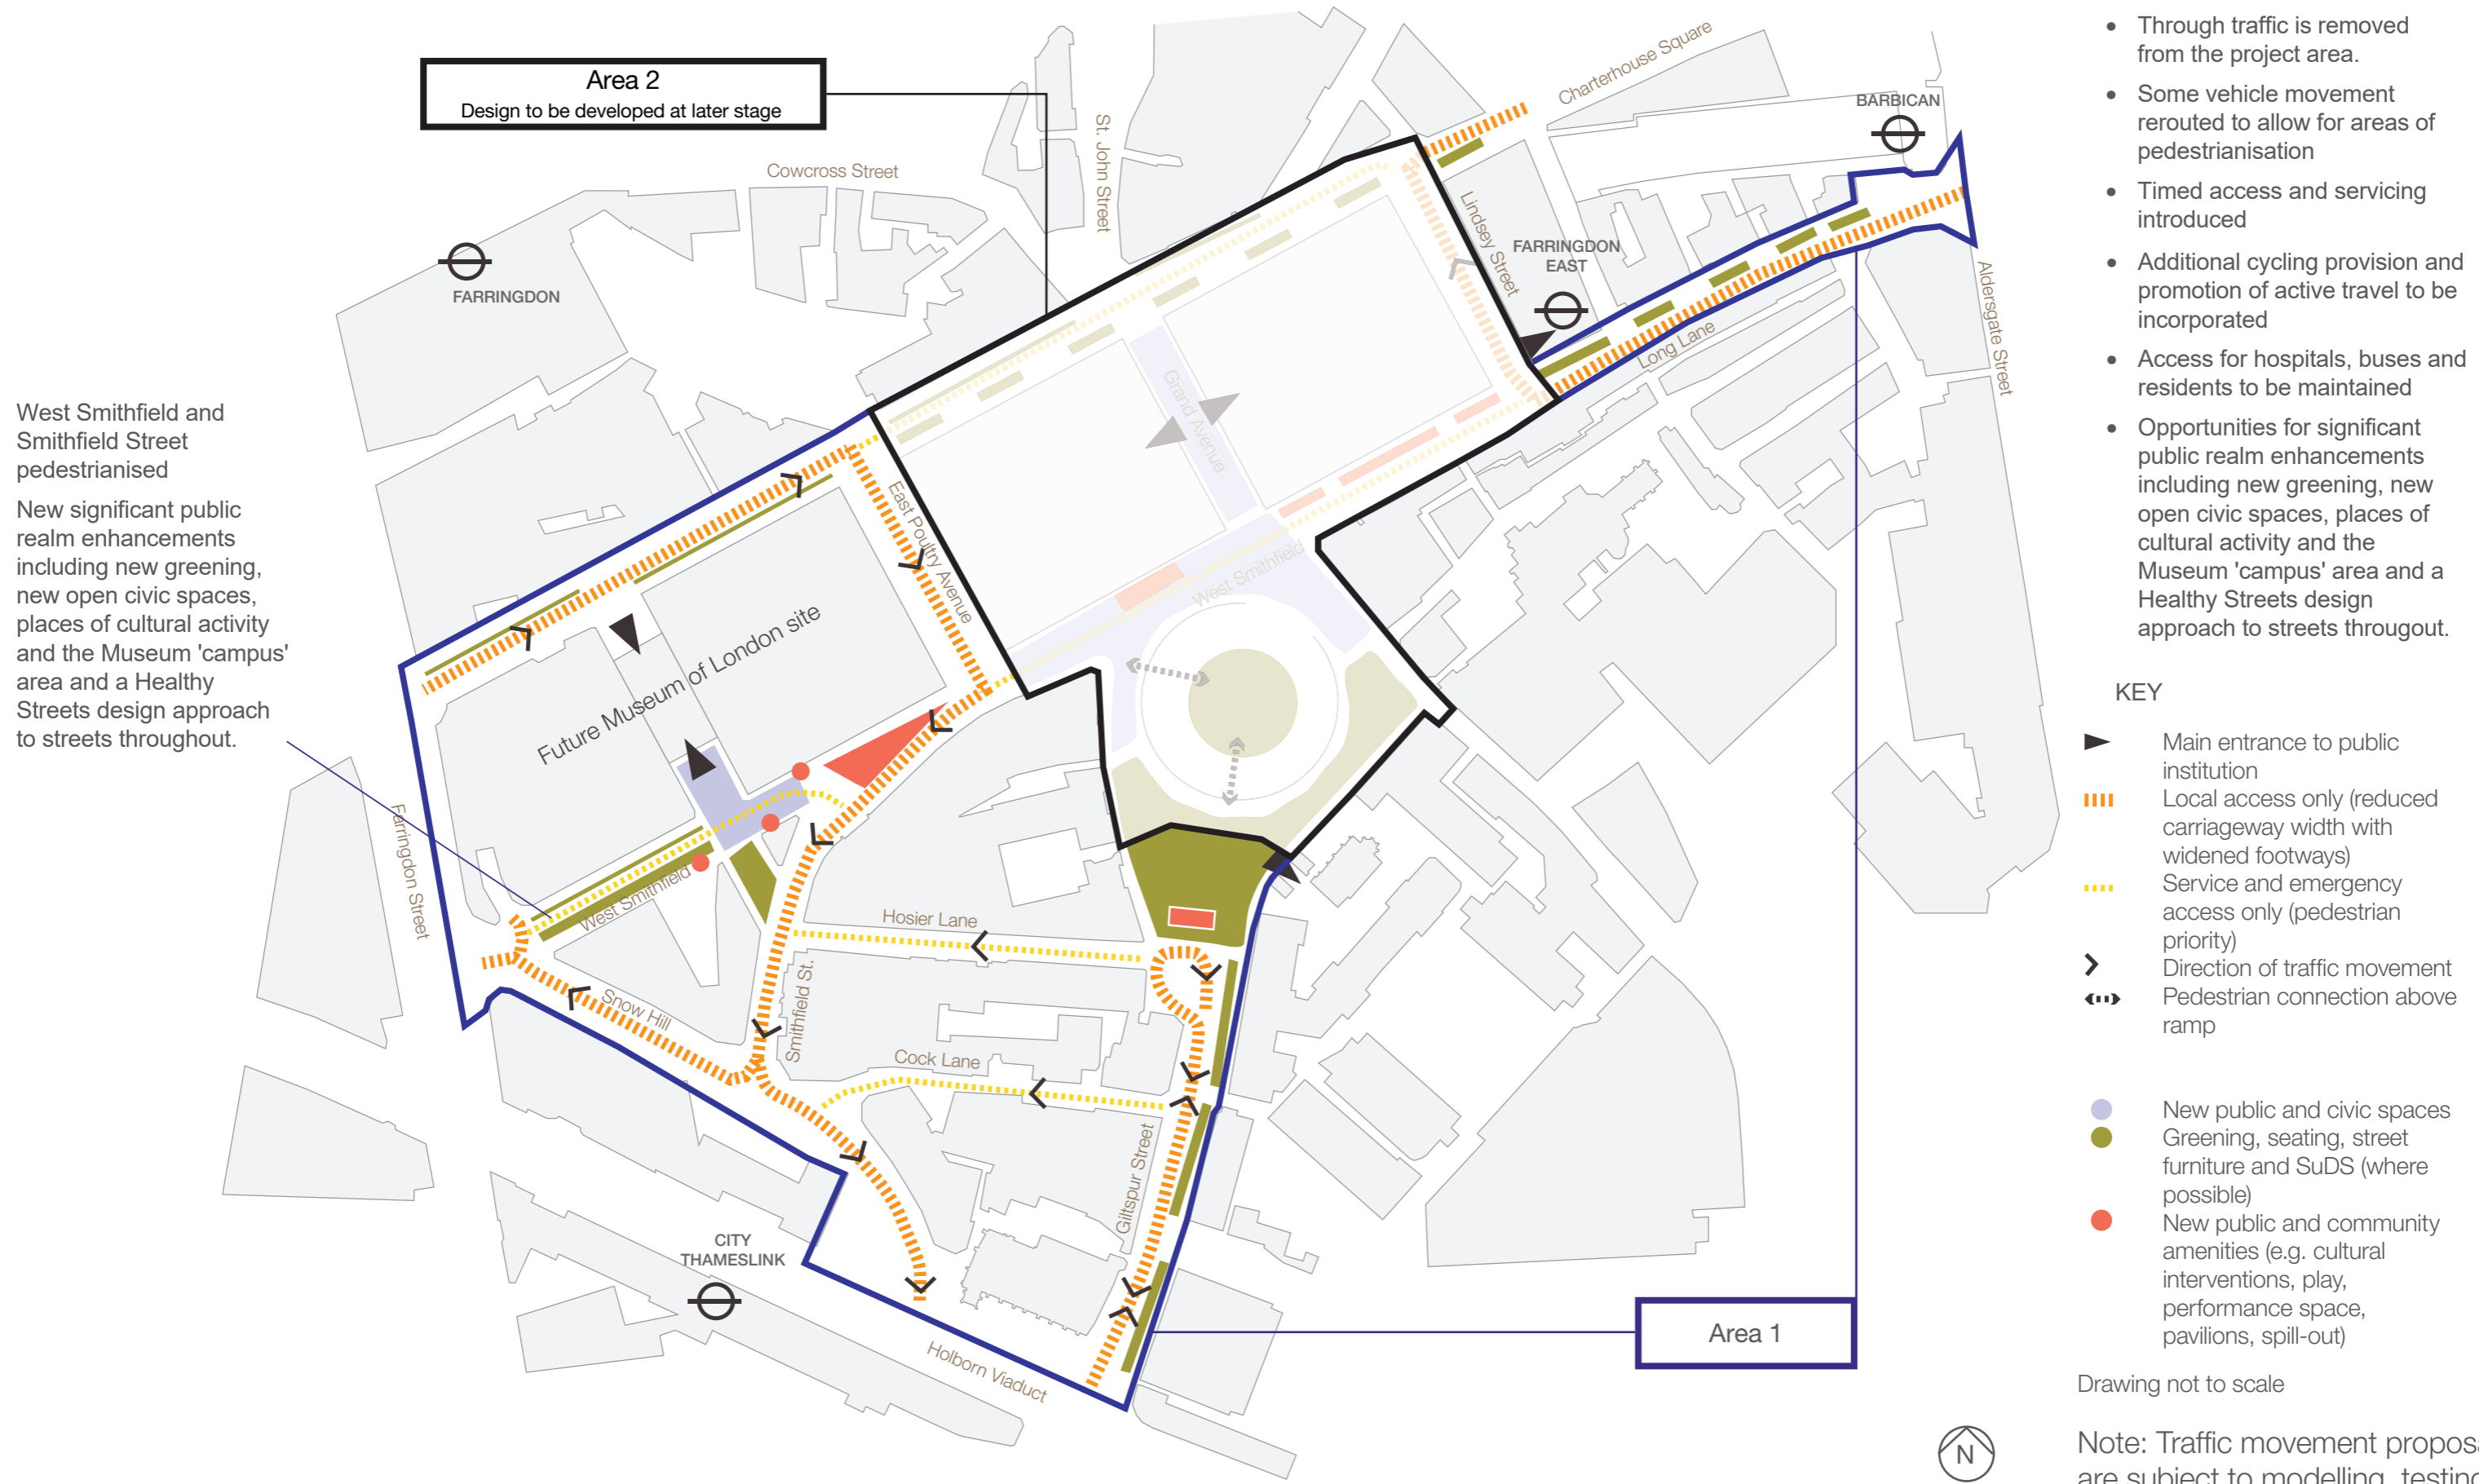 Area 2
Design to be developed at later stage
Cowcross Street
St. John Street
Charterhouse Square
BARBICAN
FARRINGDON
Lindsey Street
FARRINGDON
EAST
Long Lane
Aldersgate Street
Grand Avenue
West Smithfield
East Poultry Avenue
Future Museum of London site
Farringdon Street
West Smithfield
Hosier Lane
Smithfield St.
Snow Hill
Cock Lane
Giltspur Street
CITY
THAMESLINK
Holborn Viaduct
Area 1
West Smithfield and
Smithfield Street
pedestrianised
New significant public
realm enhancements
including new greening,
new open civic spaces,
places of cultural activity
and the Museum 'campus'
area and a Healthy
Streets design approach
to streets throughout.
• Through traffic is removed
from the project area.
• Some vehicle movement
rerouted to allow for areas of
pedestrianisation
• Timed access and servicing
introduced
• Additional cycling provision and
promotion of active travel to be
incorporated
• Access for hospitals, buses and
residents to be maintained
• Opportunities for significant
public realm enhancements
including new greening, new
open civic spaces, places of
cultural activity and the
Museum 'campus' area and a
Healthy Streets design
approach to streets througout.
KEY
Main entrance to public
institution
Local access only (reduced
carriageway width with
widened footways)
Service and emergency
access only (pedestrian
priority)
Direction of traffic movement
Pedestrian connection above
ramp
New public and civic spaces
Greening, seating, street
furniture and SuDS (where
possible)
New public and community
amenities (e.g. cultural
interventions, play,
performance space,
pavilions, spill-out)
Drawing not to scale
N
Note: Traffic movement proposa
are subject to modelling, testing